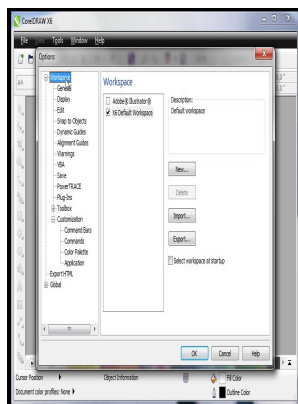 CorelDRAW X6
File
Tools
Window
Help
Options
Workspace
General
Display
Edit
Snap to Objects
Dynamic Guides
Alignment Guides
Warnings
VBA
Save
PowerTRACE
Plug-Ins
Toolbox
Customization
Command Bars
Commands
Color Palette
Application
Export HTML
Global
Workspace
Adobe® Illustrator®
X6 Default Workspace
Description:
Default workspace
New...
Delete
Import...
Export...
Select workspace at startup
OK
Cancel
Help
Cursor Position
Object Information
Fill Color
Document color profiles: None
Outline Color